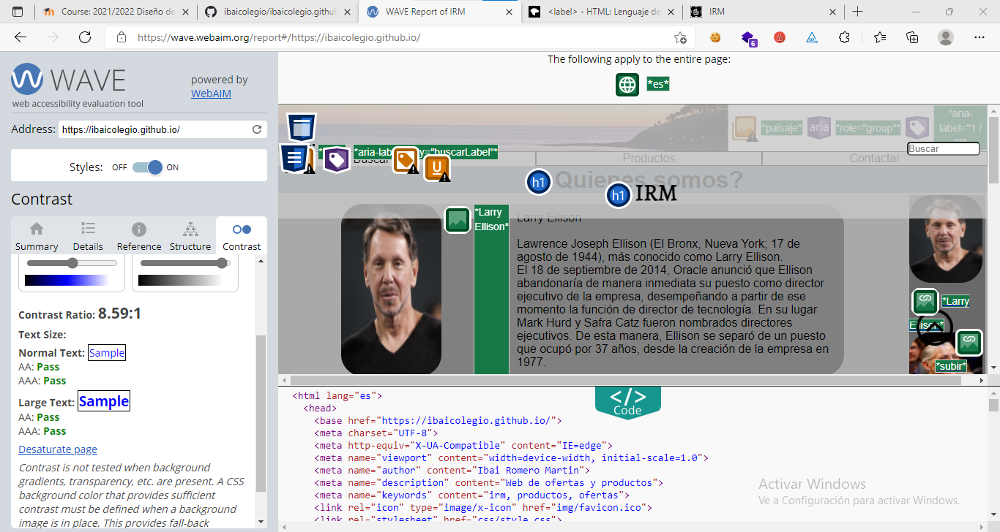 Course: 2021/2022 Diseño de
ibaicolegio/ibaicolegio.github
WAVE Report of IRM
<label> - HTML: Lenguaje de
IRM
https://wave.webaim.org/report#/https://ibaicolegio.github.io/
6
WAVE
web accessibility evaluation tool
powered by
WebAIM
Address:
https://ibaicolegio.github.io/
Styles: OFF ON
Contrast
Summary
Details
Reference
Structure
Contrast
Contrast Ratio: 8.59:1
Text Size:
Normal Text: Sample
AA: Pass
AAA: Pass
Large Text: Sample
AA: Pass
AAA: Pass
Desaturate page
Contrast is not tested when background
gradients, transparency, etc. are present. A CSS
background color that provides sufficient
contrast must be defined when a background
image is in place. This provides fall-back
The following apply to the entire page:
*es*
*paisaje*
aria
*role="group"*
*aria-
label="1 /
Buscar
Productos
Contactar
U
h1
Quienes somos?
h1
IRM
*Larry
Ellison*
Larry Ellison
Lawrence Joseph Ellison (El Bronx, Nueva York; 17 de
agosto de 1944), más conocido como Larry Ellison.
El 18 de septiembre de 2014, Oracle anunció que Ellison
abandonaría de manera inmediata su puesto como director
ejecutivo de la empresa, desempeñando a partir de ese
momento la función de director de tecnología. En su lugar
Mark Hurd y Safra Catz fueron nombrados directores
ejecutivos. De esta manera, Ellison se separó de un puesto
que ocupó por 37 años, desde la creación de la empresa en
1977.
*Larry
Ellison*
*subir*
</>
Code
<html lang="es">
<head>
<base href="https://ibaicolegio.github.io/">
<meta charset="UTF-8">
<meta http-equiv="X-UA-Compatible" content="IE=edge">
<meta name="viewport" content="width=device-width, initial-scale=1.0">
<meta name="author" content="Ibai Romero Martin">
<meta name="description" content="Web de ofertas y productos">
<meta name="keywords" content="irm, productos, ofertas">
<link rel="icon" type="image/x-icon" href="img/favicon.ico">
<link rel="stylesheet" href="css/style.css">
Activar Windows
Ve a Configuración para activar Windows.